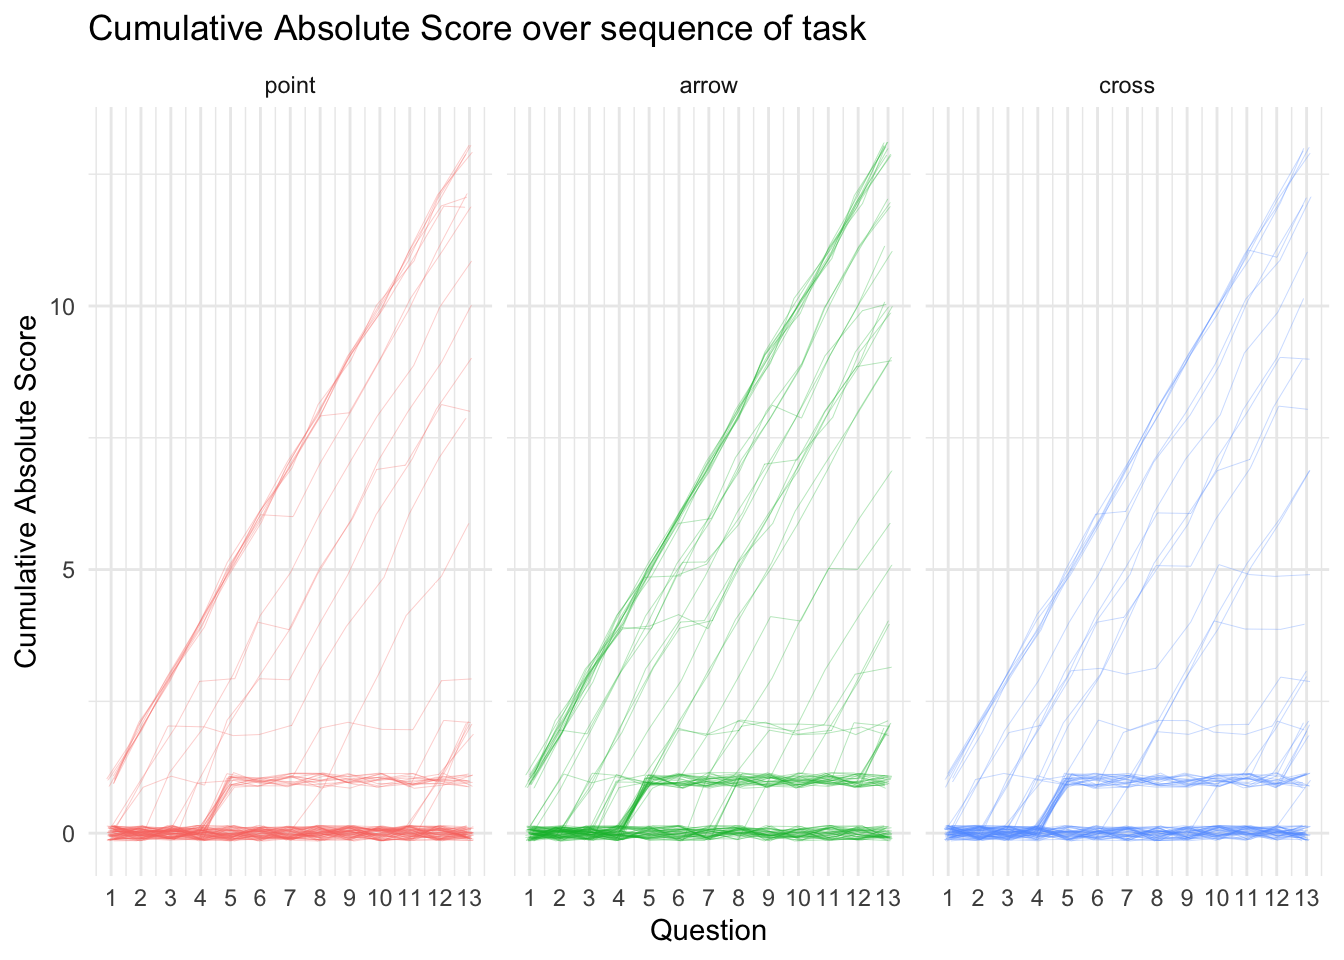 Cumulative Absolute Score over sequence of task
point arrow cross
Cumulative Absolute Score
10
5
0
1 2 3 4 5 6 7 8 9 10 11 12 13 1 2 3 4 5 6 7 8 9 10 11 12 13 1 2 3 4 5 6 7 8 9 10 11 12 13
Question